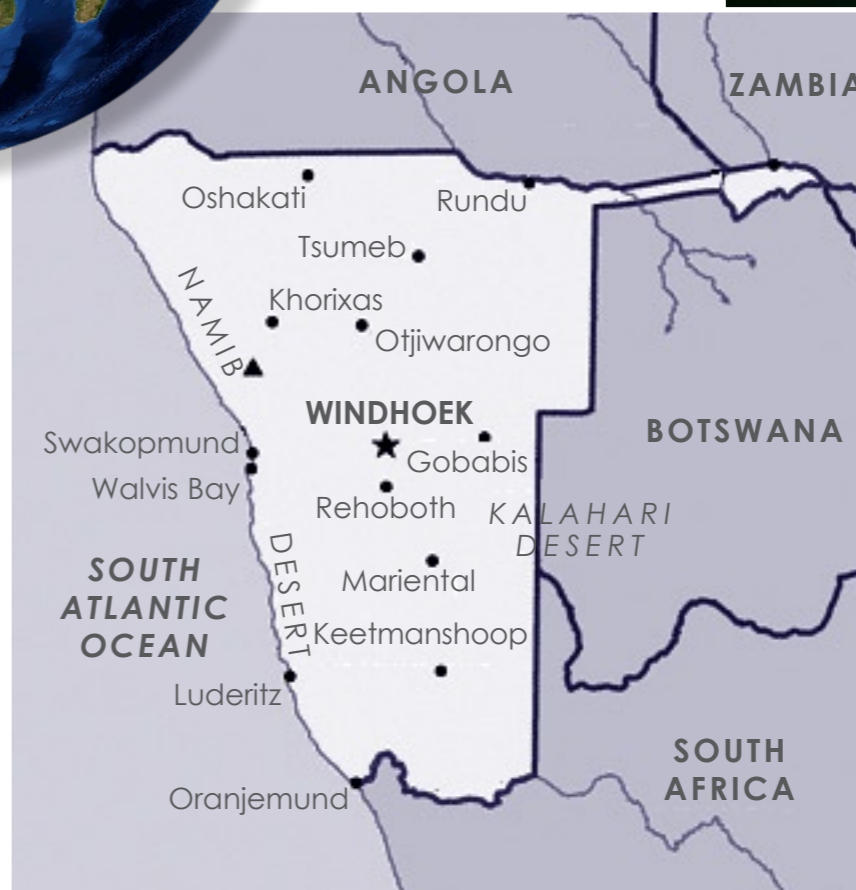 ANGOLA
ZAMBIA
Oshakati
Rundu
Tsumeb
NAMIB
Khorixas
Otjiwarongo
WINDHOEK
BOTSWANA
Swakopmund
Gobabis
Walvis Bay
Rehoboth
KALAHARI
DESERT
DESERT
SOUTH
ATLANTIC
OCEAN
Mariental
Keetmanshoop
Luderitz
SOUTH
AFRICA
Oranjemund